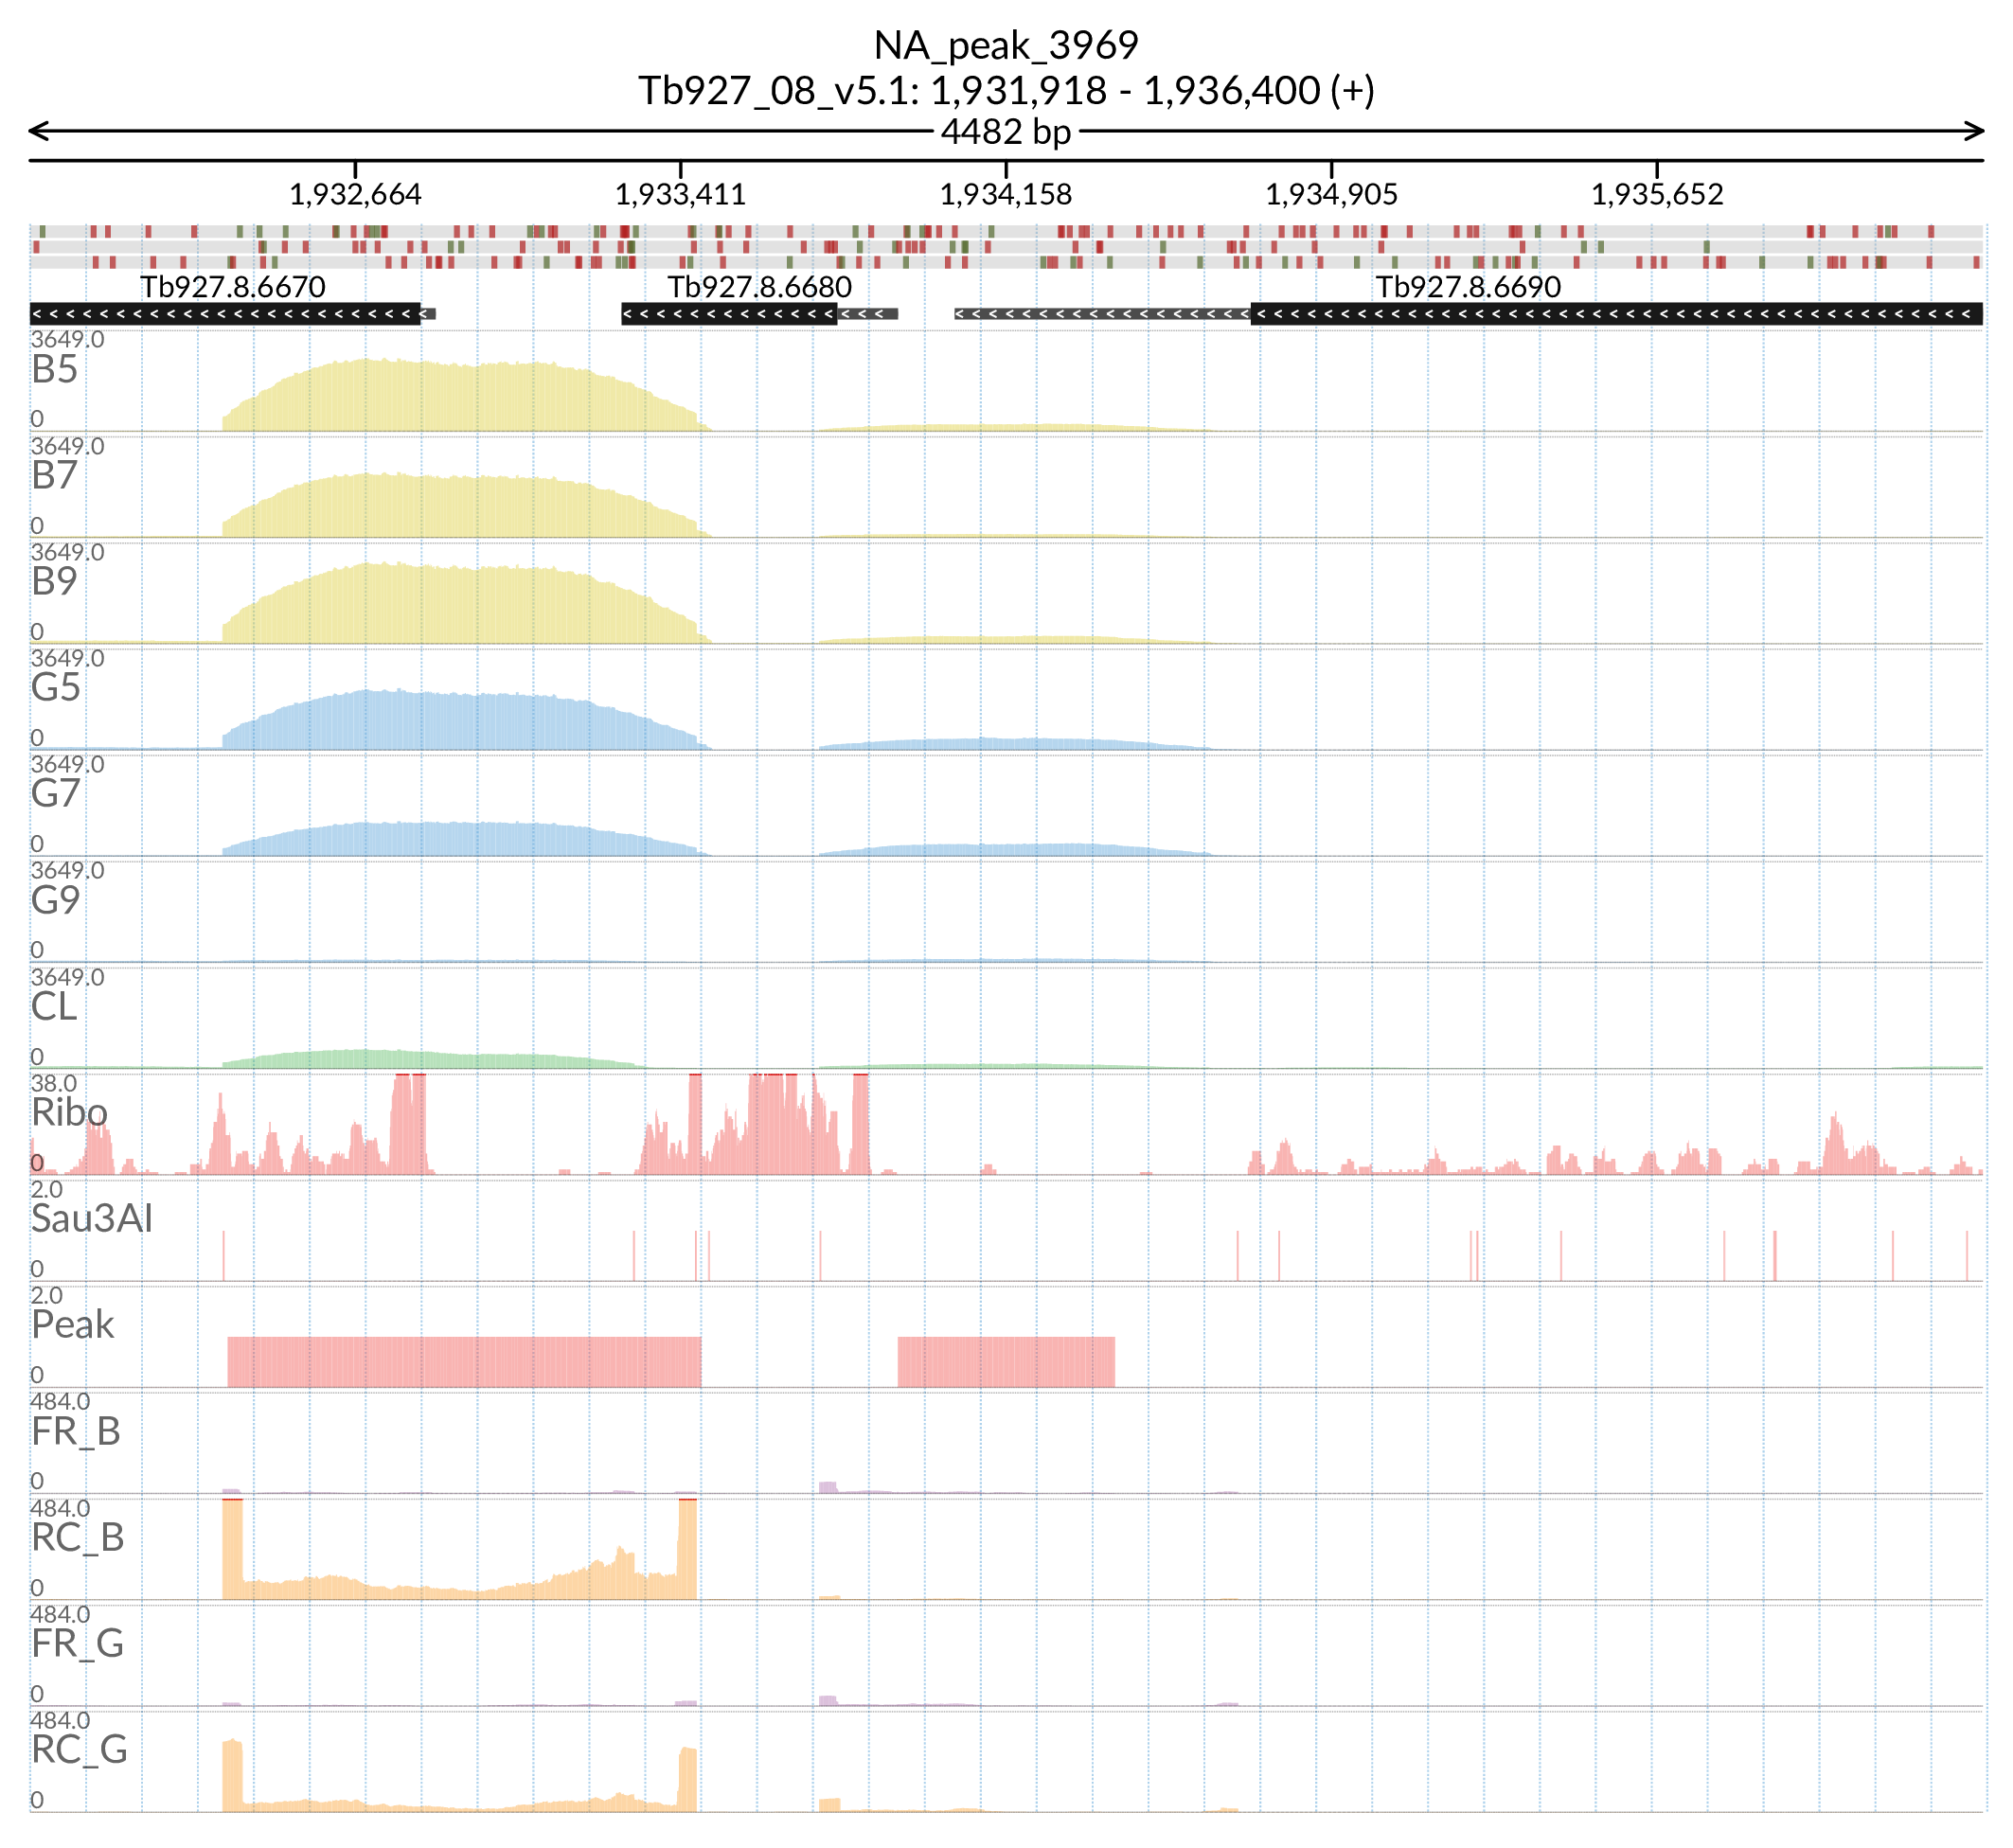 NA_peak_3969
Tb927_08_v5.1: 1,931,918 - 1,936,400 (+)
4482 bp
1,932,664 1,933,411 1,934,158 1,934,905 1,935,652
Tb927.8.6670 Tb927.8.6680 Tb927.8.6690
3649.0
B5
0
3649.0
B7
0
3649.0
B9
0
3649.0
G5
0
3649.0
G7
0
3649.0
G9
0
3649.0
CL
0
38.0
Ribo
0
2.0
Sau3AI
0
2.0
Peak
0
484.0
FR_B
0
484.0
RC_B
0
484.0
FR_G
0
484.0
RC_G
0